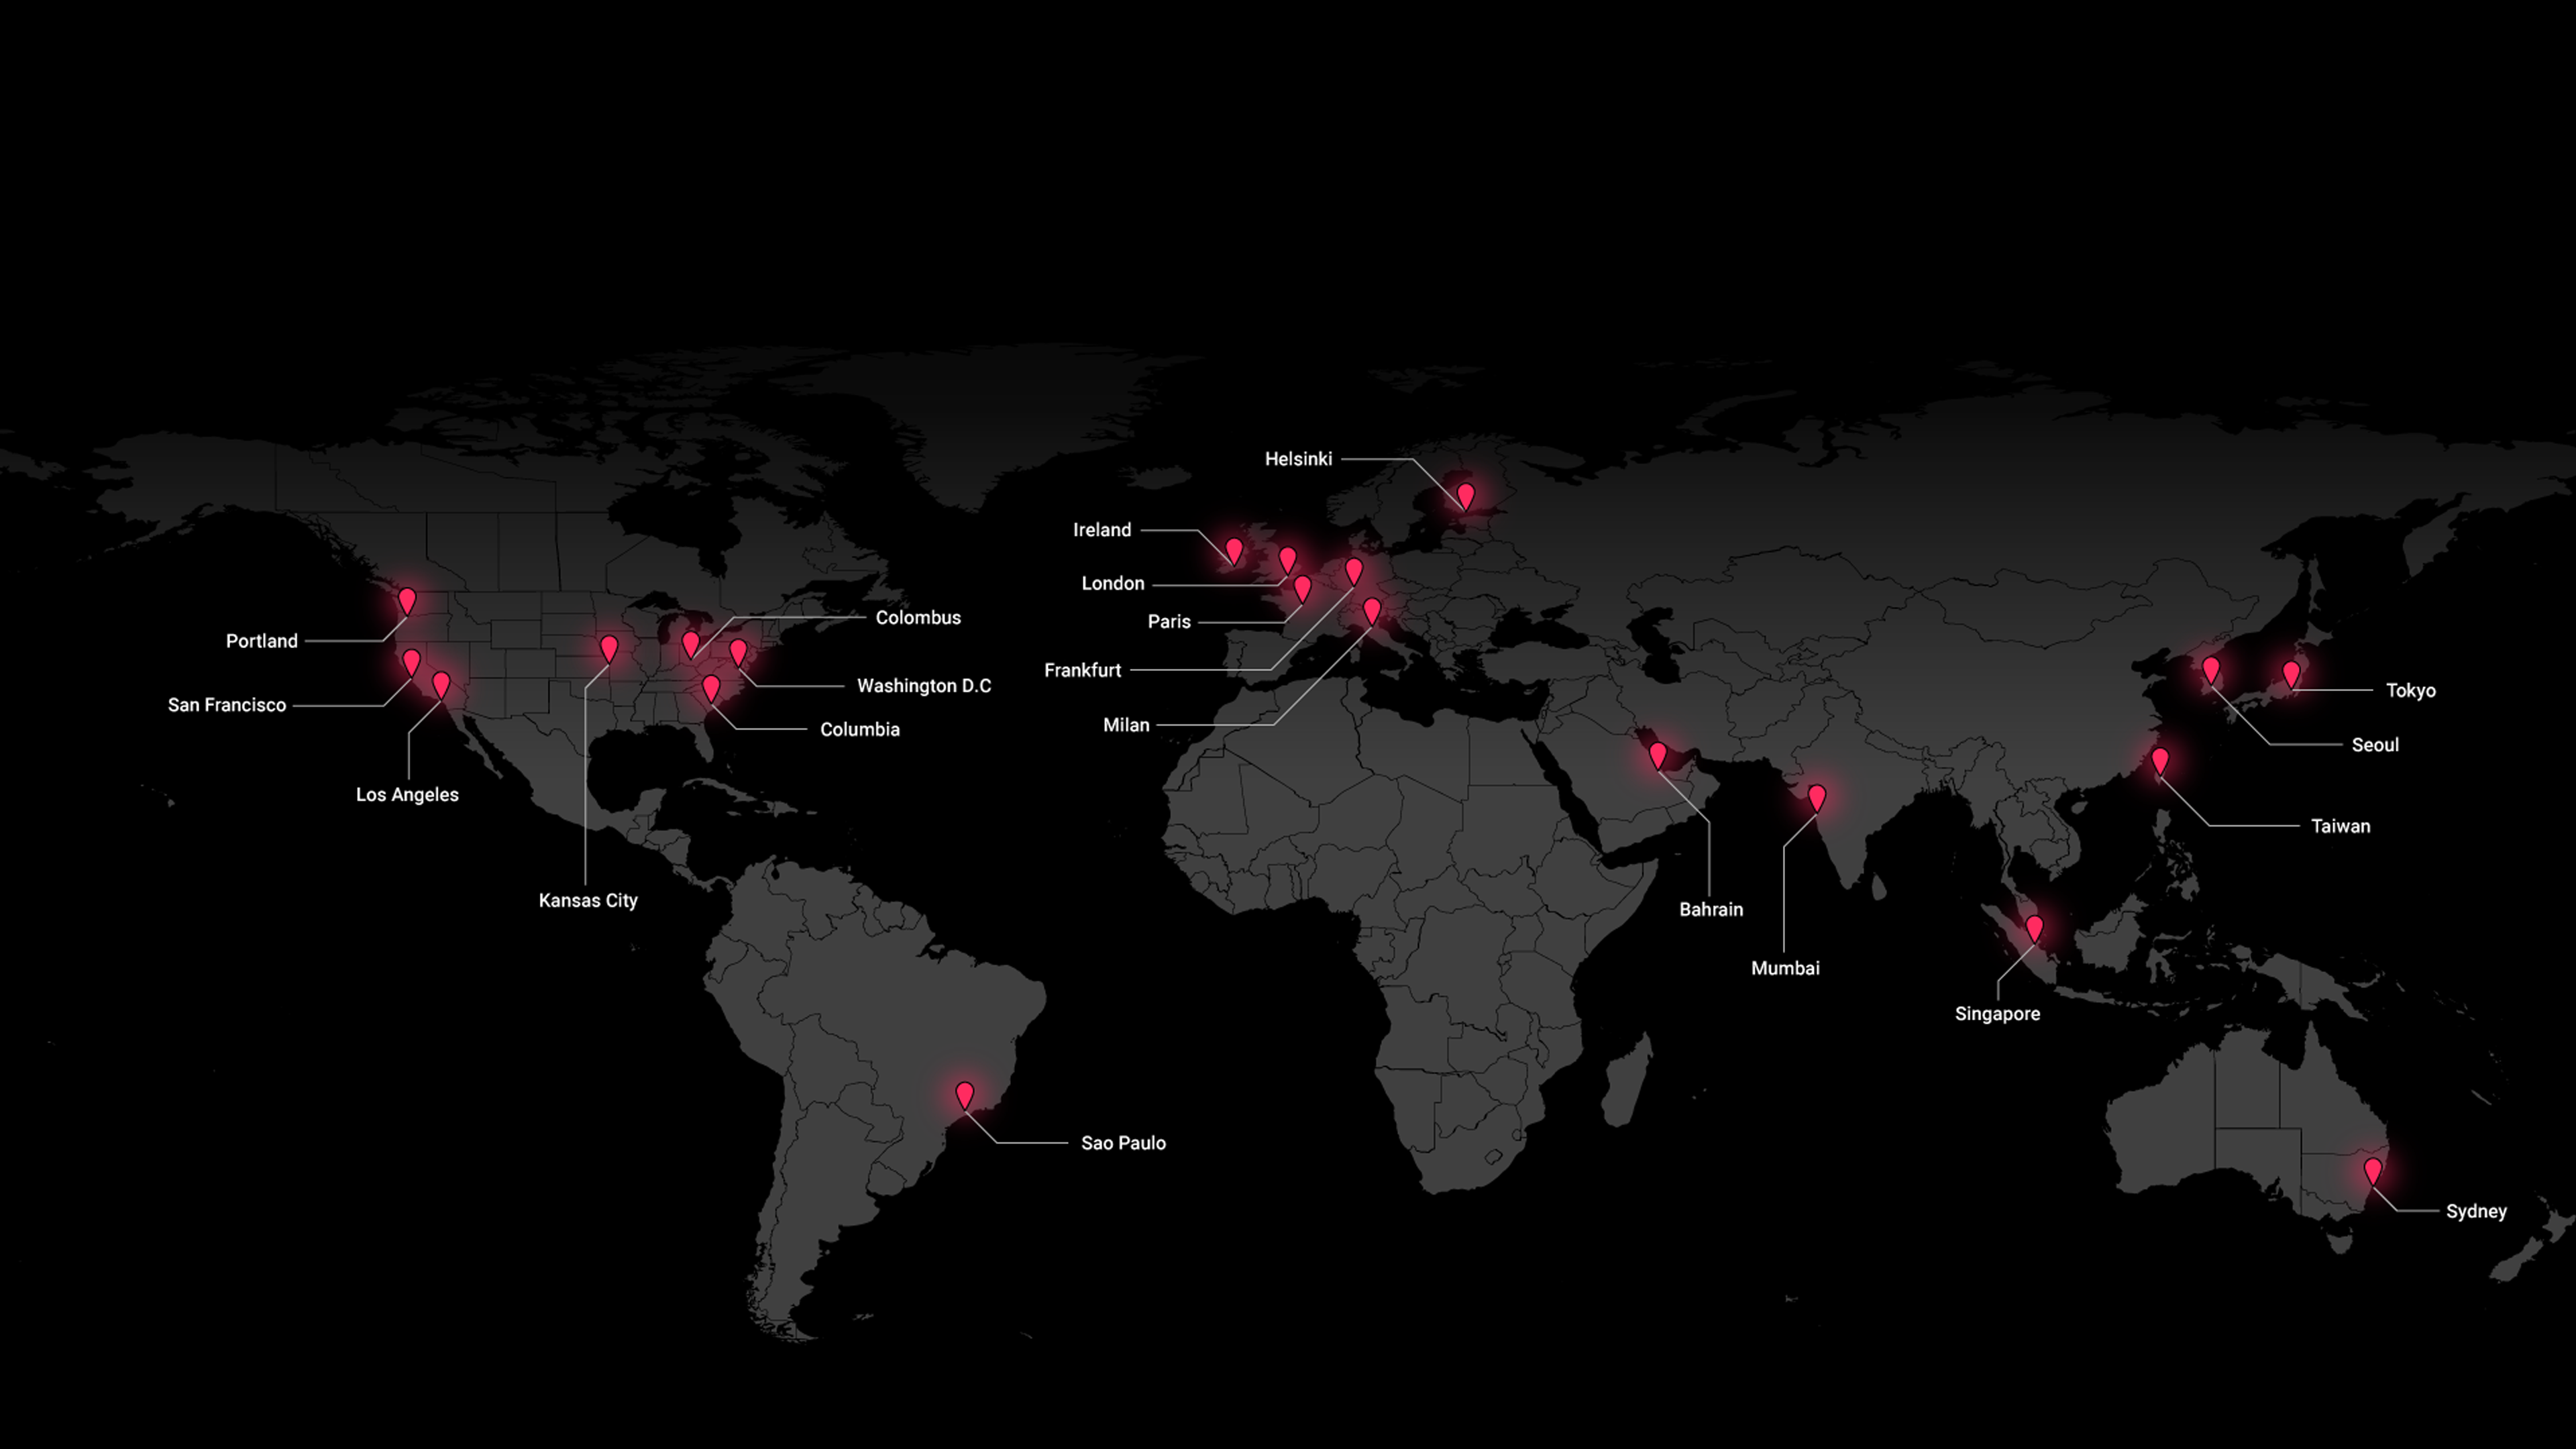 Helsinki
Ireland
London
Colombus
Paris
Portland
Frankfurt
Washington D.C
Tokyo
San Francisco
Milan
Columbia
Seoul
Los Angeles
Taiwan
Kansas City
Bahrain
Mumbai
Singapore
Sao Paulo
Sydney